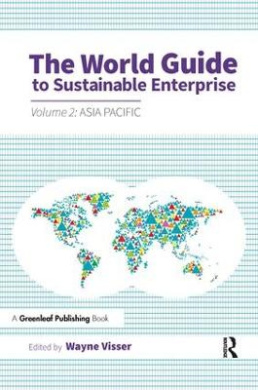 The World Guide
to Sustainable Enterprise
Volume 2: ASIA PACIFIC
A Greenleaf Publishing Book
Edited by Wayne Visser
R